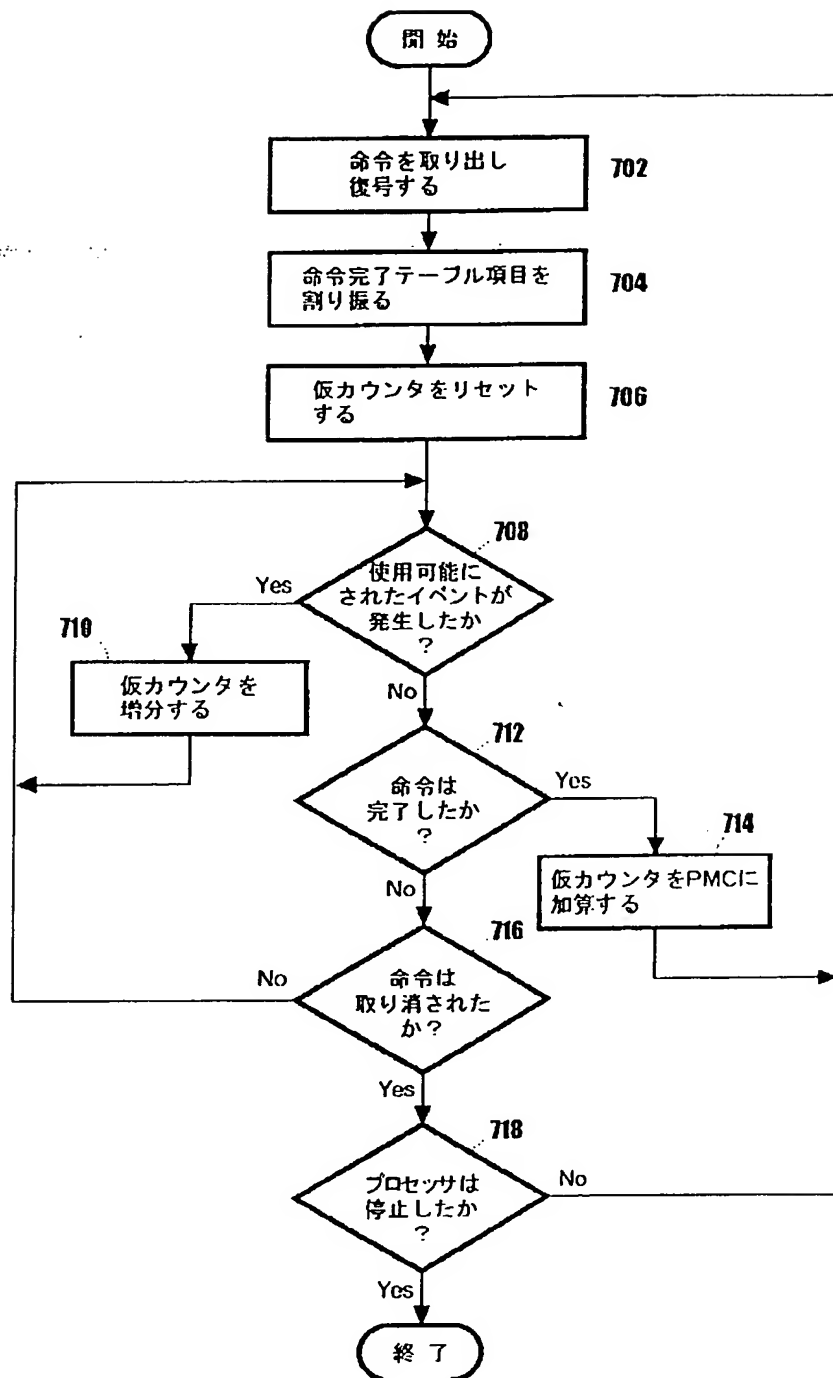 開始
命令を取り出し
復号する
702
命令完了テーブル項目を
割り振る
704
仮カウンタをリセット
する
706
708
使用可能に
されたイベントが
発生したか
?
Yes
710
仮カウンタを
増分する
No
712
命令は
完了したか
?
Yes
714
仮カウンタをPMCに
加算する
No
716
命令は
取り消された
か?
No
Yes
718
プロセッサは
停止したか
?
No
Yes
終了